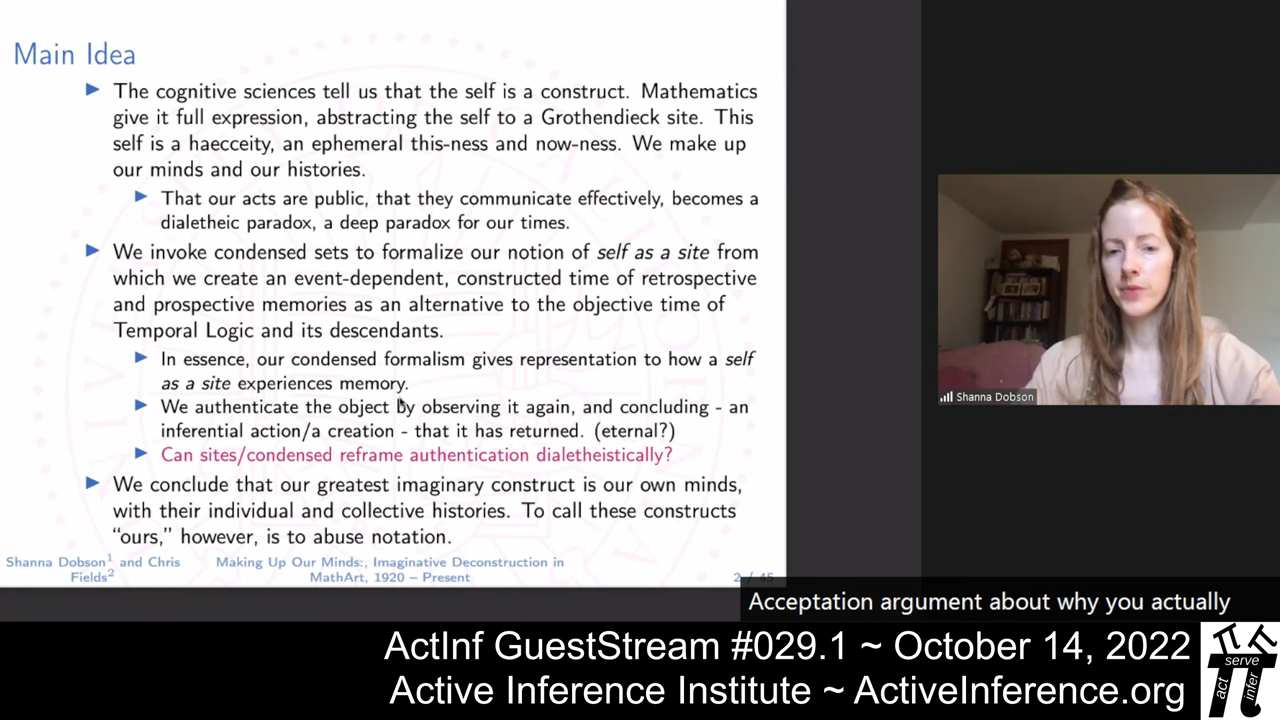 Main Idea
The cognitive sciences tell us that the self is a construct. Mathematics
give it full expression, abstracting the self to a Grothendieck site. This
self is a haecceity, an ephemeral this-ness and now-ness. We make up
our minds and our histories.
That our acts are public, that they communicate effectively, becomes a
dialetheic paradox, a deep paradox for our times.
We invoke condensed sets to formalize our notion of self as a site from
which we create an event-dependent, constructed time of retrospective
and prospective memories as an alternative to the objective time of
Temporal Logic and its descendants.
In essence, our condensed formalism gives representation to how a self
as a site experiences memory.
We authenticate the object by observing it again, and concluding - an
inferential action/a creation - that it has returned. (eternal?)
Can sites/condensed reframe authentication dialetheistically?
We conclude that our greatest imaginary construct is our own minds,
with their individual and collective histories. To call these constructs
“ours,” however, is to abuse notation.
Shanna Dobson¹ and Chris
Fields²
Making Up Our Minds:, Imaginative Deconstruction in
MathArt, 1920 – Present
2 / 45
Shanna Dobson
Acceptation argument about why you actually
ActInf GuestStream #029.1 ~ October 14, 2022
Active Inference Institute ~ ActiveInference.org
serve
act
infer